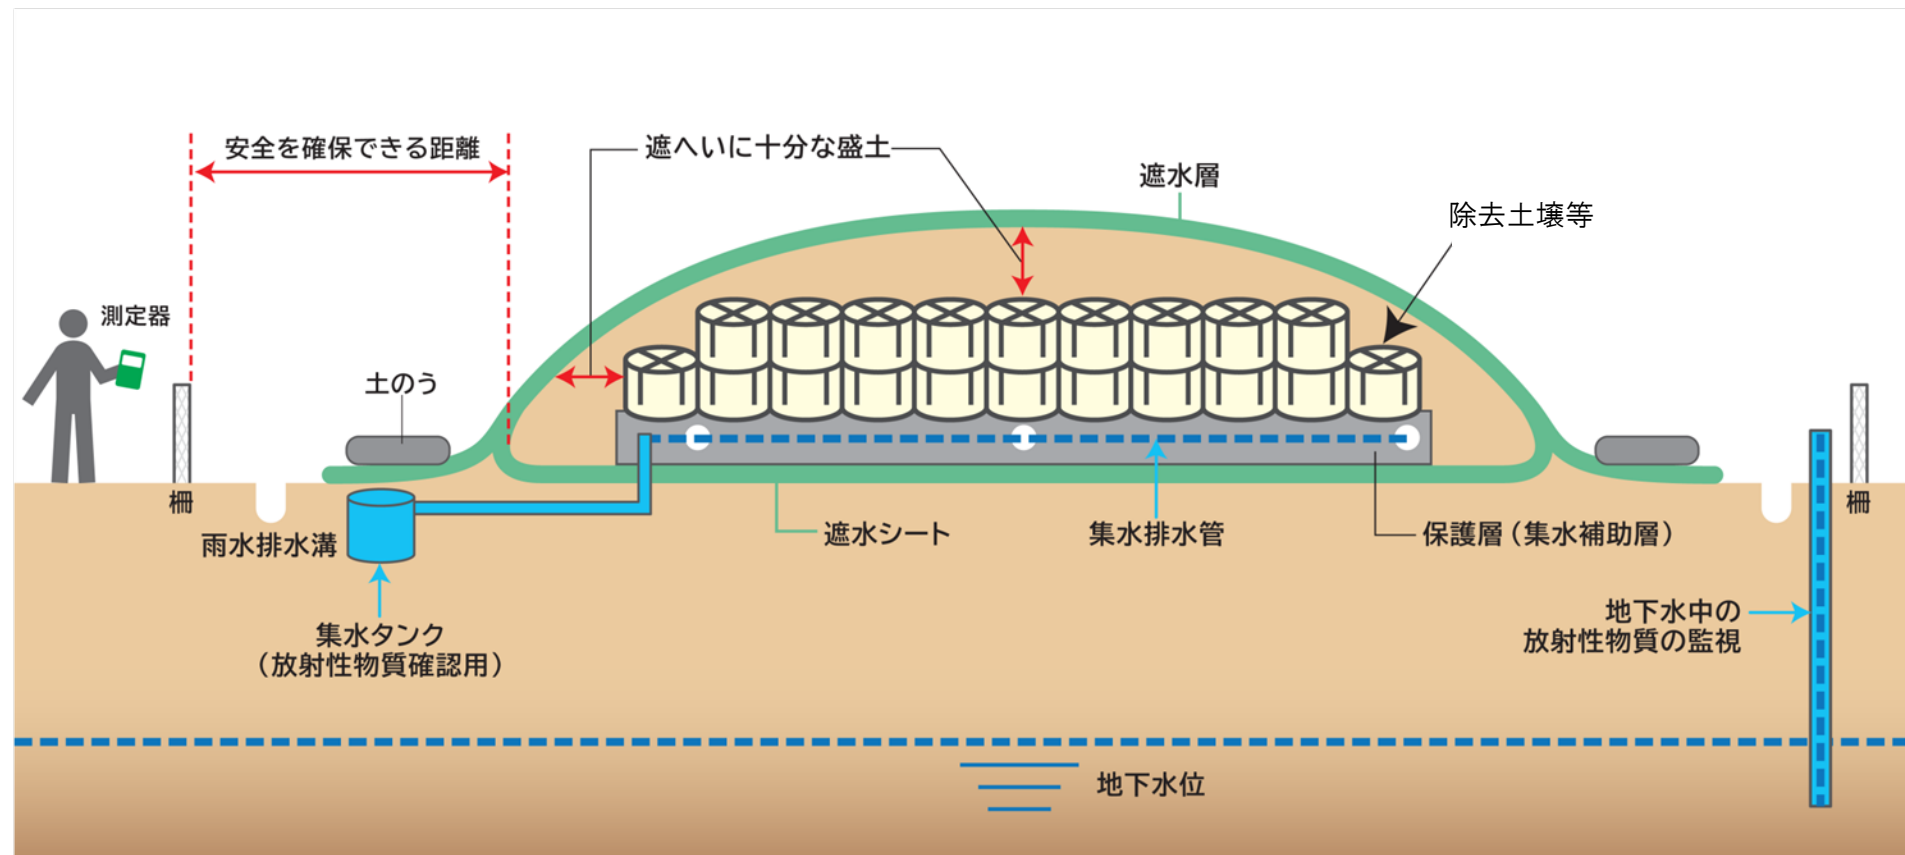 安全を確保できる距離
遮へいに十分な盛土
遮水層
除去土壌等
測定器
土のう
柵
柵
雨水排水溝
遮水シート
集水排水管
保護層（集水補助層）
集水タンク
（放射性物質確認用）
地下水中の
放射性物質の監視
地下水位